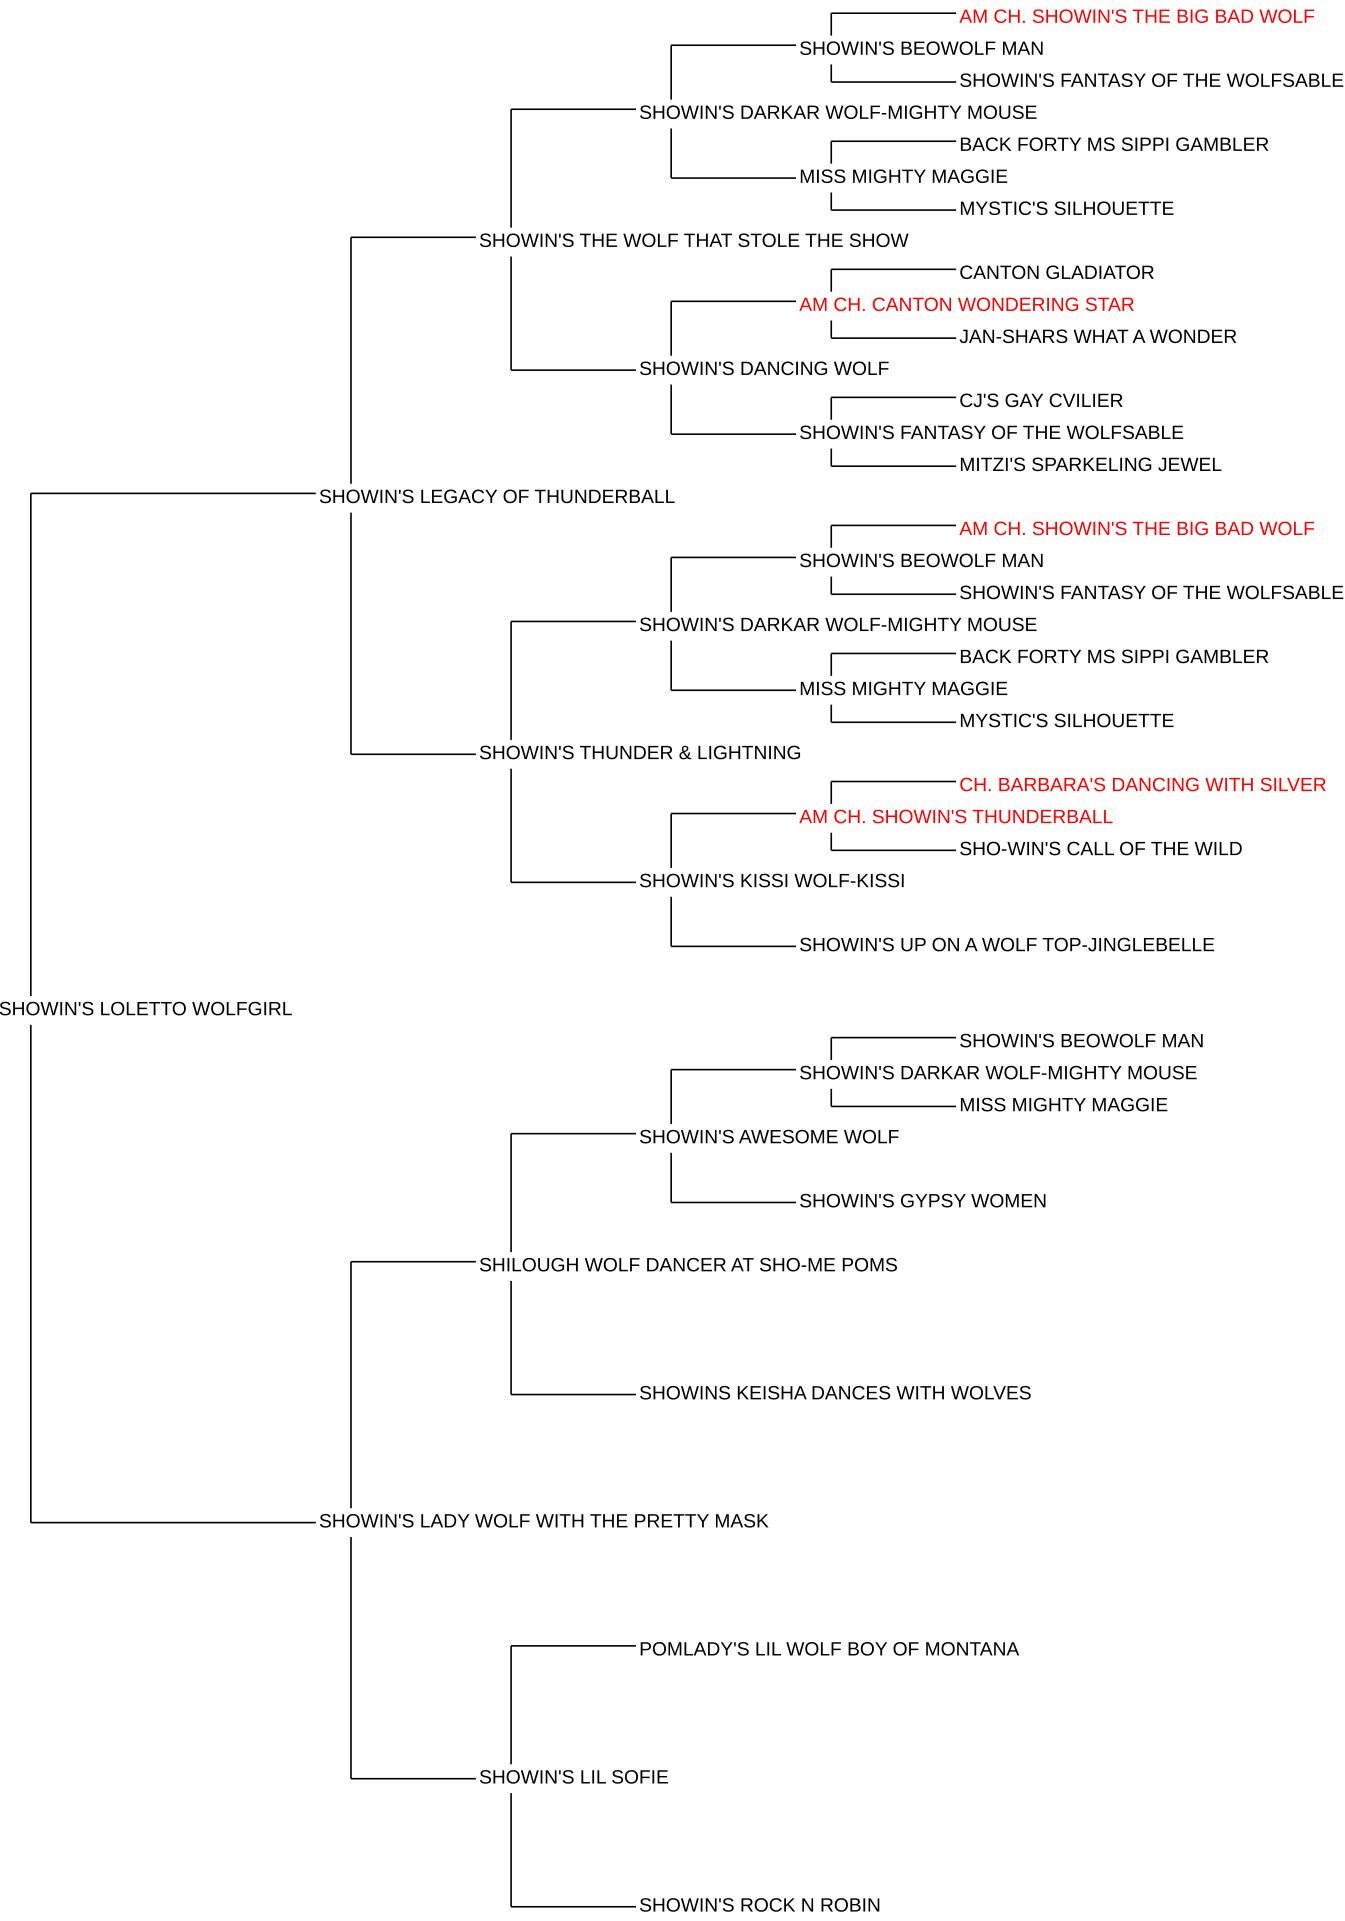 AM CH. SHOWIN'S THE BIG BAD WOLF
SHOWIN'S BEOWOLF MAN
SHOWIN'S FANTASY OF THE WOLFSABLE
SHOWIN'S DARKAR WOLF-MIGHTY MOUSE
BACK FORTY MS SIPPI GAMBLER
MISS MIGHTY MAGGIE
MYSTIC'S SILHOUETTE
SHOWIN'S THE WOLF THAT STOLE THE SHOW
CANTON GLADIATOR
AM CH. CANTON WONDERING STAR
JAN-SHARS WHAT A WONDER
SHOWIN'S DANCING WOLF
CJ'S GAY CVILIER
SHOWIN'S FANTASY OF THE WOLFSABLE
MITZI'S SPARKELING JEWEL
SHOWIN'S LEGACY OF THUNDERBALL
AM CH. SHOWIN'S THE BIG BAD WOLF
SHOWIN'S BEOWOLF MAN
SHOWIN'S FANTASY OF THE WOLFSABLE
SHOWIN'S DARKAR WOLF-MIGHTY MOUSE
BACK FORTY MS SIPPI GAMBLER
MISS MIGHTY MAGGIE
MYSTIC'S SILHOUETTE
SHOWIN'S THUNDER & LIGHTNING
CH. BARBARA'S DANCING WITH SILVER
AM CH. SHOWIN'S THUNDERBALL
SHO-WIN'S CALL OF THE WILD
SHOWIN'S KISSI WOLF-KISSI
SHOWIN'S UP ON A WOLF TOP-JINGLEBELLE
SHOWIN'S LOLETTO WOLFGIRL
SHOWIN'S BEOWOLF MAN
SHOWIN'S DARKAR WOLF-MIGHTY MOUSE
MISS MIGHTY MAGGIE
SHOWIN'S AWESOME WOLF
SHOWIN'S GYPSY WOMEN
SHILOUGH WOLF DANCER AT SHO-ME POMS
SHOWINS KEISHA DANCES WITH WOLVES
SHOWIN'S LADY WOLF WITH THE PRETTY MASK
POMLADY'S LIL WOLF BOY OF MONTANA
SHOWIN'S LIL SOFIE
SHOWIN'S ROCK N ROBIN